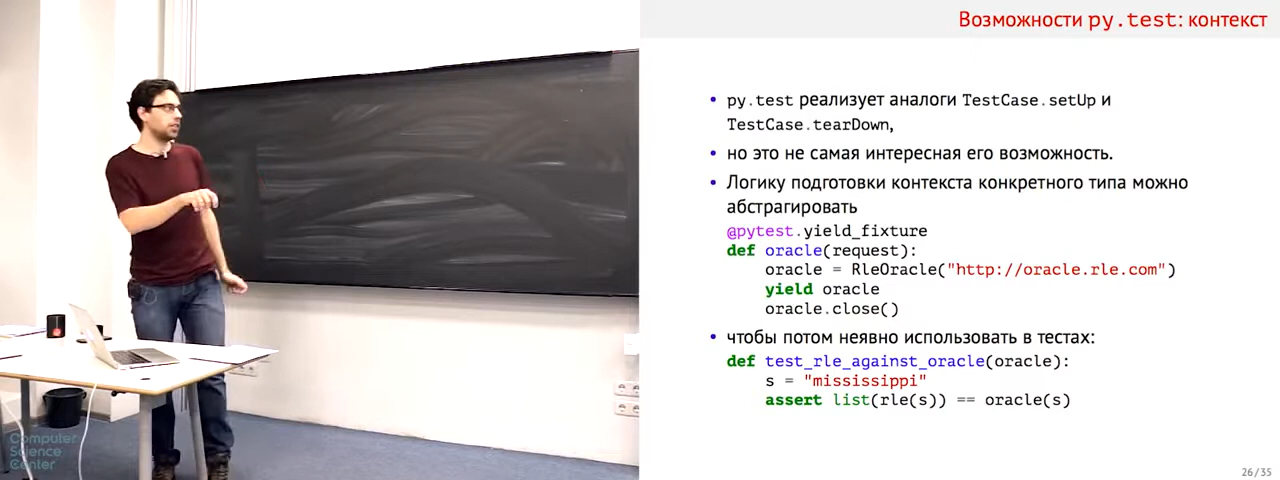 Возможности py.test: контекст
• py.test реализует аналоги TestCase.setUp и
TestCase.tearDown,
• но это не самая интересная его возможность.
• Логику подготовки контекста конкретного типа можно
абстрагировать
@pytest.yield_fixture
def oracle(request):
    oracle = RleOracle("http://oracle.rle.com")
    yield oracle
    oracle.close()
• чтобы потом неявно использовать в тестах:
def test_rle_against_oracle(oracle):
    s = "mississippi"
    assert list(rle(s)) == oracle(s)
Computer
Science
Center
26/35